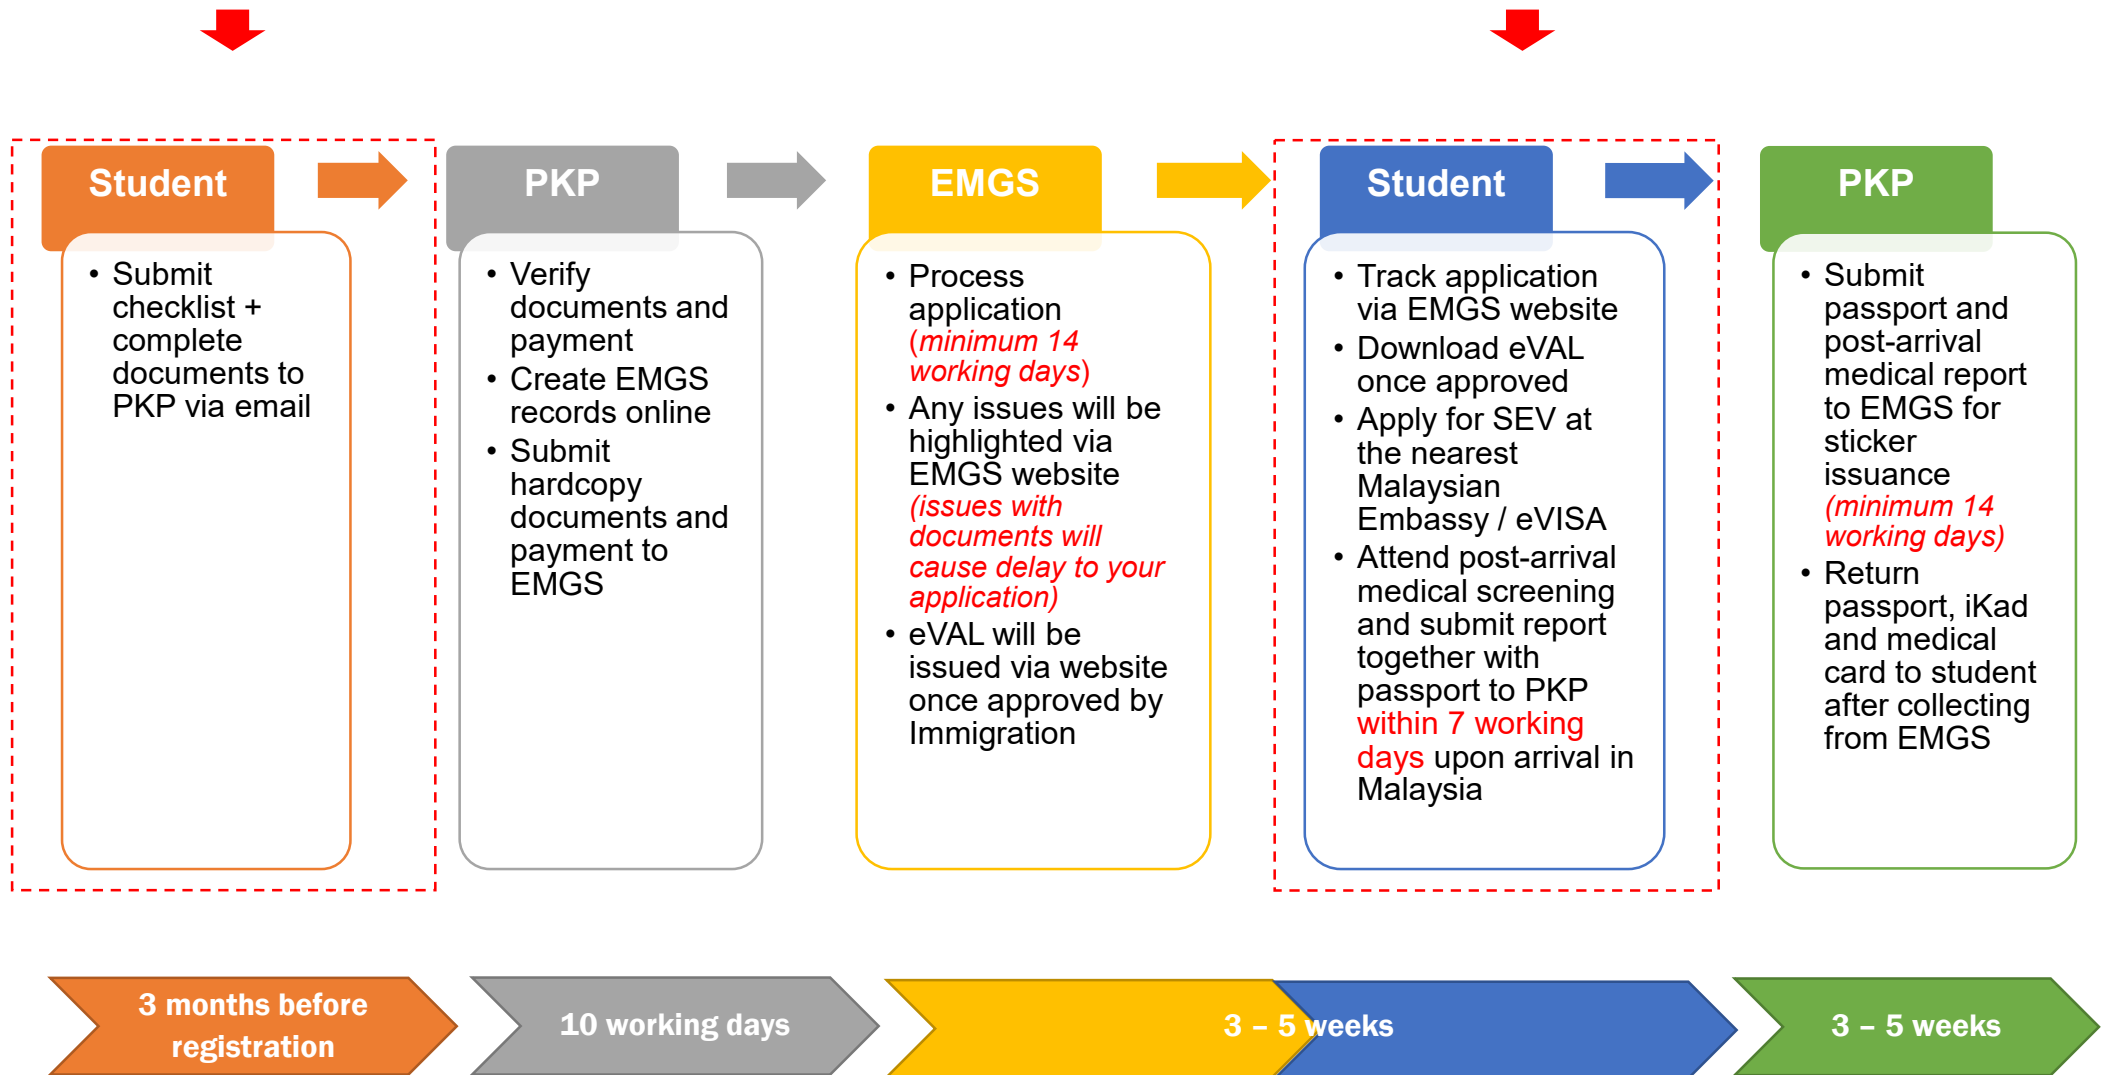 Student
• Submit
checklist +
complete
documents to
PKP via email
PKP
• Verify
documents and
payment
• Create EMGS
records online
• Submit
hardcopy
documents and
payment to
EMGS
EMGS
• Process
application
(minimum 14
working days)
• Any issues will be
highlighted via
EMGS website
(issues with
documents will
cause delay to your
application)
• eVAL will be
issued via website
once approved by
Immigration
Student
• Track application
via EMGS website
• Download eVAL
once approved
• Apply for SEV at
the nearest
Malaysian
Embassy / eVISA
• Attend post-arrival
medical screening
and submit report
together with
passport to PKP
within 7 working
days upon arrival in
Malaysia
PKP
• Submit
passport and
post-arrival
medical report
to EMGS for
sticker
issuance
(minimum 14
working days)
• Return
passport, iKad
and medical
card to student
after collecting
from EMGS
3 months before
registration
10 working days
3 – 5 weeks
3 – 5 weeks